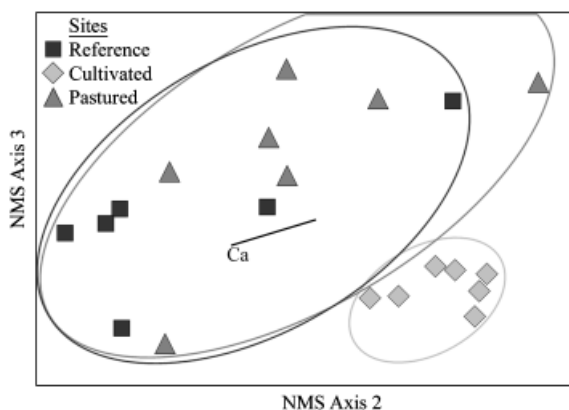 Sites
Reference
Cultivated
Pastured
NMS Axis 3
Ca
NMS Axis 2